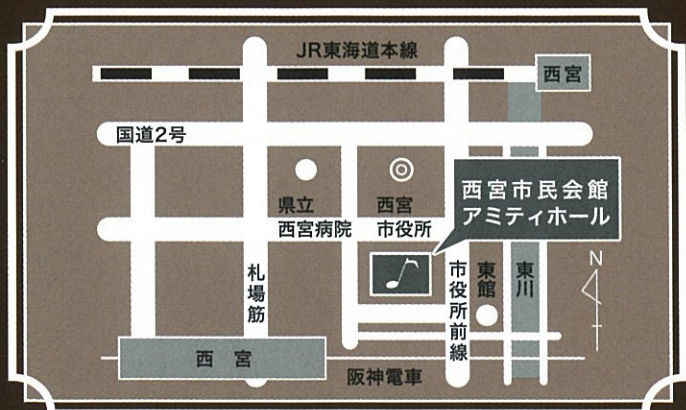 JR東海道本線
西宮
国道2号
県立
西宮病院
西宮
市役所
西宮市民会館
アミティホール
札場筋
市役所前線
東館
東川
N
西宮
阪神電車